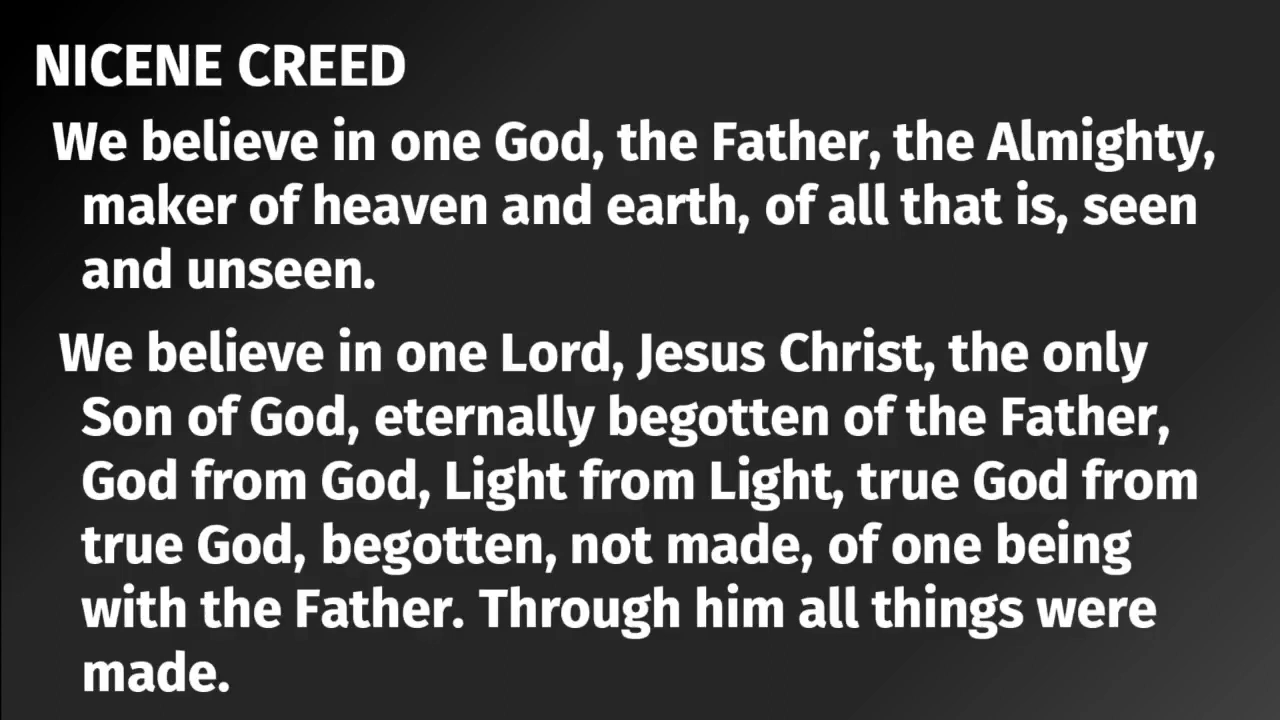 NICENE CREED
We believe in one God, the Father, the Almighty,
maker of heaven and earth, of all that is, seen
and unseen.
We believe in one Lord, Jesus Christ, the only
Son of God, eternally begotten of the Father,
God from God, Light from Light, true God from
true God, begotten, not made, of one being
with the Father. Through him all things were
made.